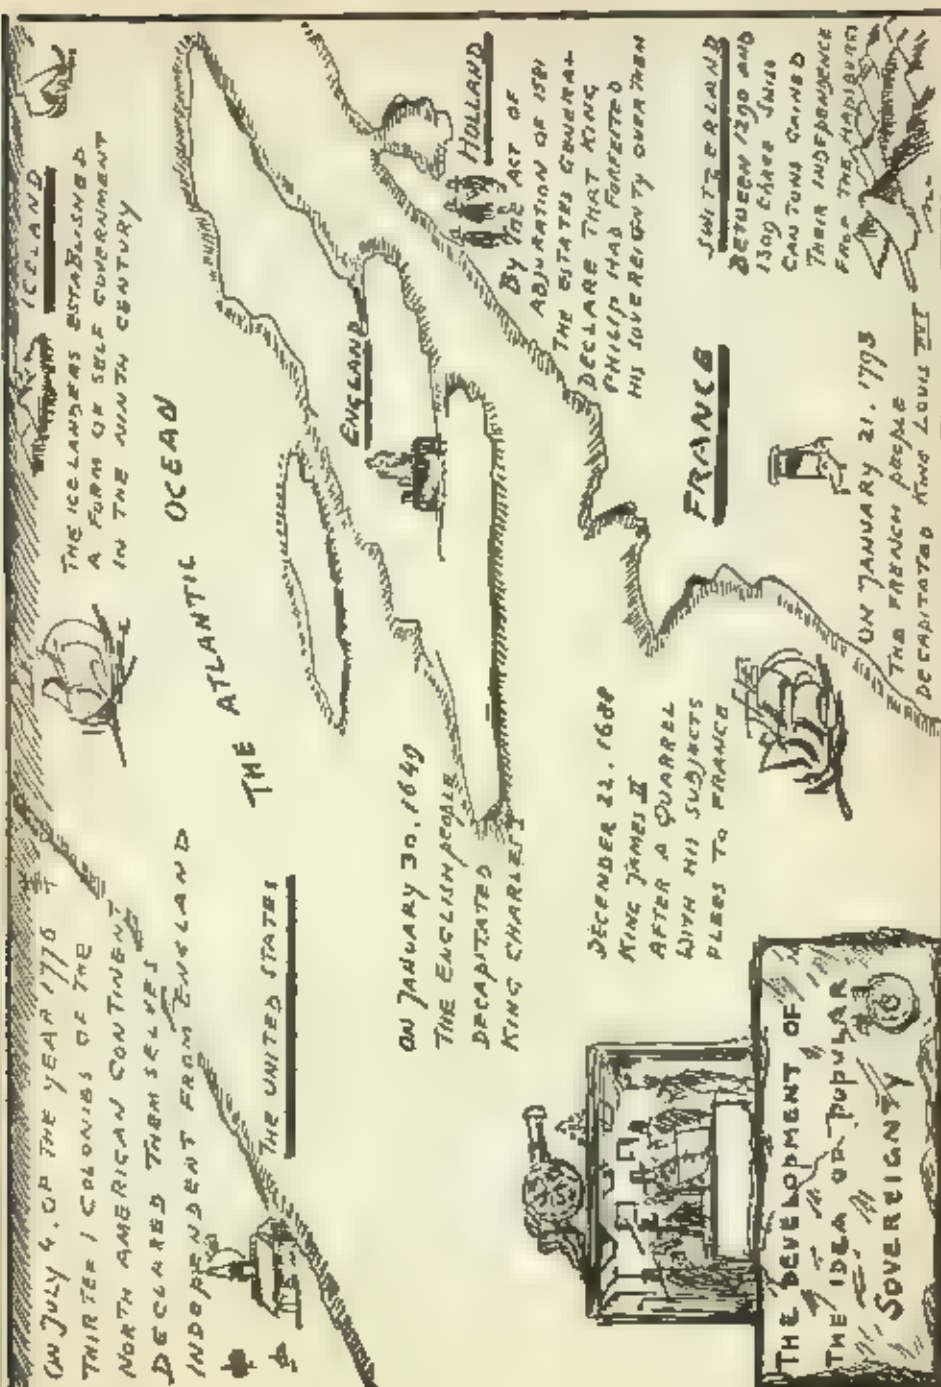 ON JULY 4. OF THE YEAR 1776
THIRTEEN COLONIES OF THE
NORTH AMERICAN CONTINENT
DECLARED THEM SELVES
INDEPENDENT FROM ENGLAND
THE UNITED STATES
ICELAND
THE ICELANDERS ESTABLISHED
A FORM OF SELF GOVERNMENT
IN THE NINTH CENTURY
THE ATLANTIC OCEAN
ENGLAND
ON JANUARY 30. 1649
THE ENGLISH PEOPLE
DECAPITATED
KING CHARLES I
HOLLAND
BY THE ACT OF
ADJURATION OF 1581
THE ESTATES GENERAL
DECLARE THAT KING
PHILIP HAD FORFEITED
HIS SOVEREIGNTY OVER THEM
DECEMBER 22. 1688
KING JAMES II
AFTER A QUARREL
WITH HIS SUBJECTS
FLEES TO FRANCE
FRANCE
SWITZERLAND
BETWEEN 1290 AND
1309 THREE SWISS
CANTONS GAINED
THEIR INDEPENDENCE
FROM THE HABSBURG
ON JANUARY 21. 1793
THE FRENCH PEOPLE
DECAPITATED KING LOUIS XVI
THE DEVELOPMENT OF
THE IDEA OF POPULAR
SOVEREIGNTY